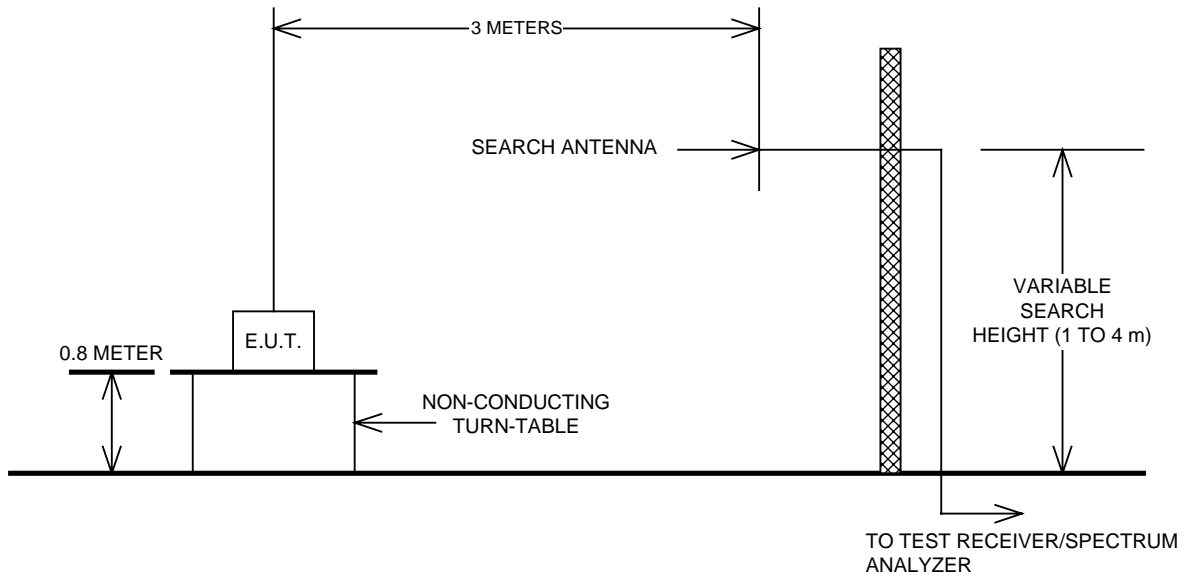 3 METERS
SEARCH ANTENNA
VARIABLE
SEARCH
HEIGHT (1 TO 4 m)
E.U.T.
0.8 METER
NON-CONDUCTING
TURN-TABLE
TO TEST RECEIVER/SPECTRUM
ANALYZER